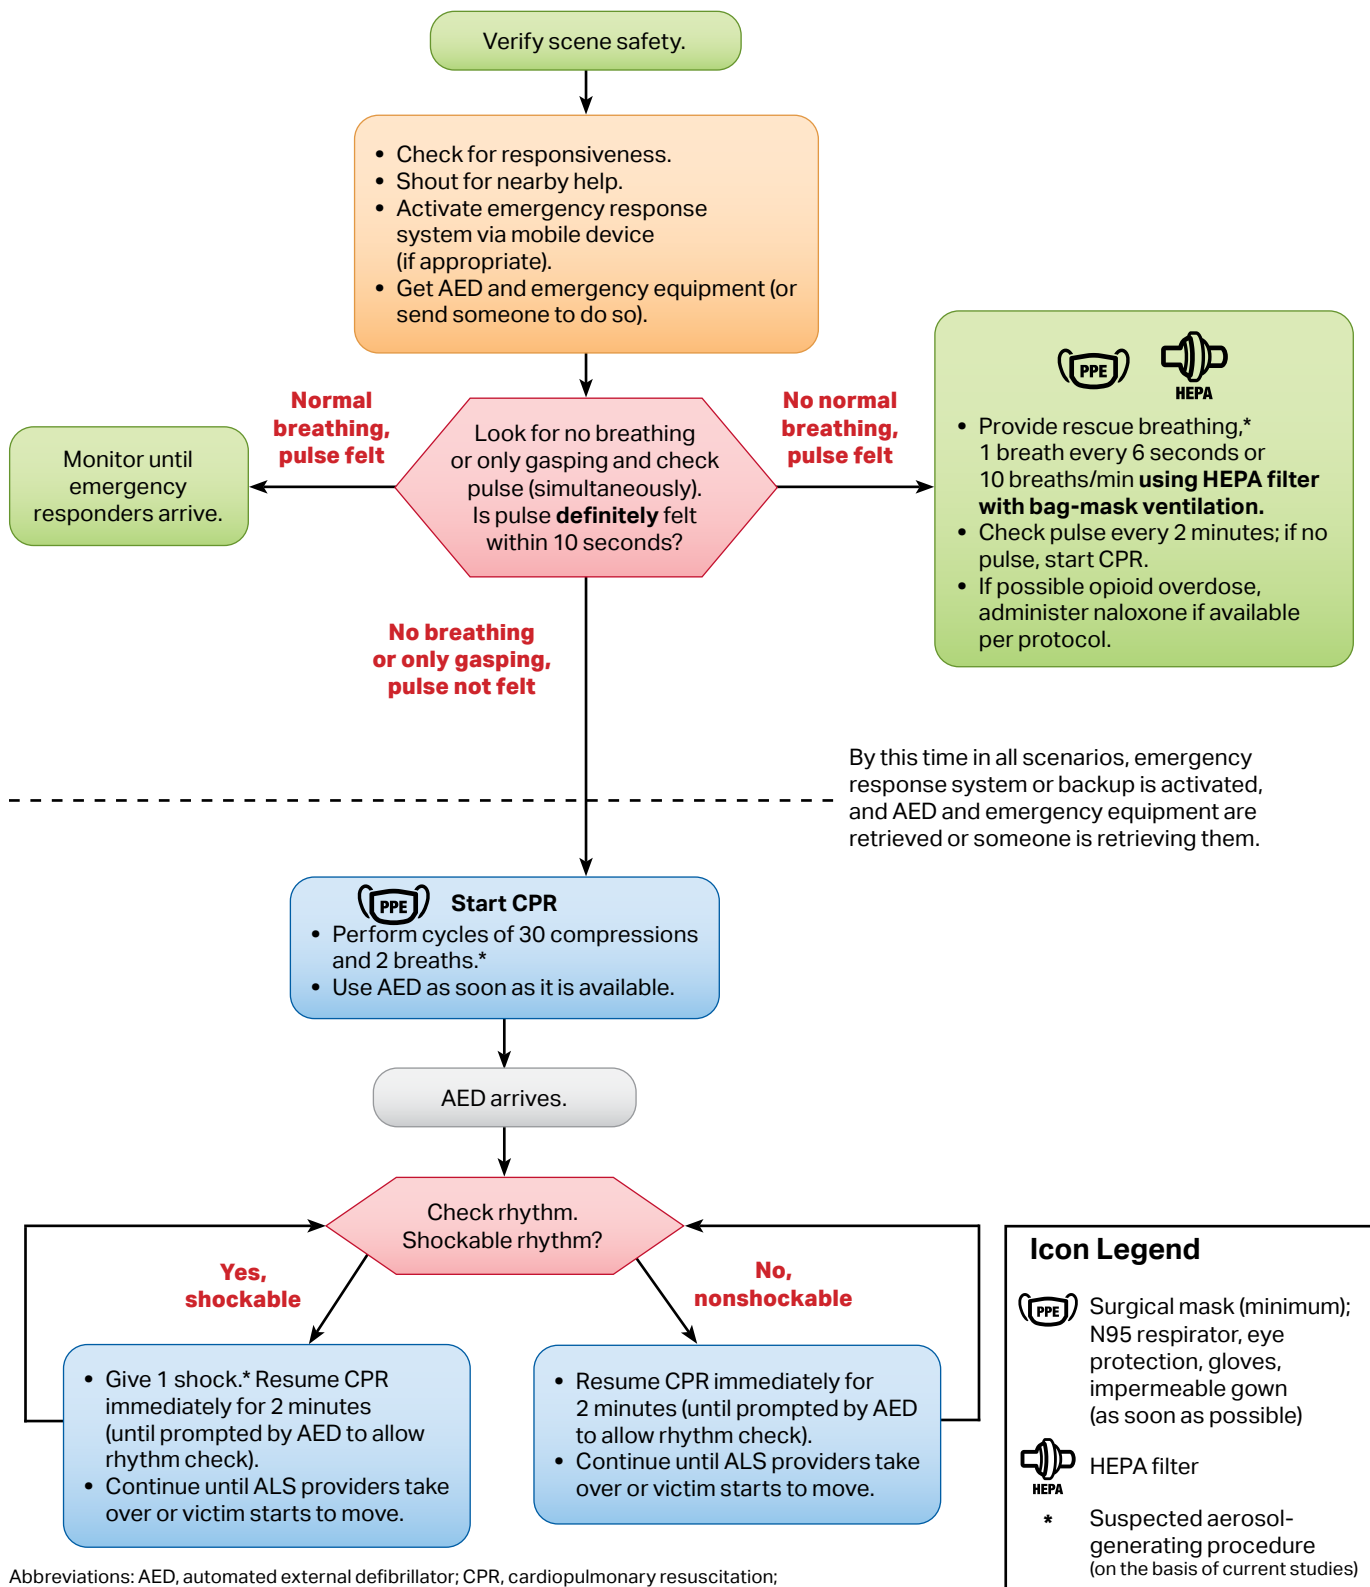 Verify scene safety.
• Check for responsiveness.
• Shout for nearby help.
• Activate emergency response
system via mobile device
(if appropriate).
• Get AED and emergency equipment (or
send someone to do so).
Normal
breathing,
pulse felt
Look for no breathing
or only gasping and check
pulse (simultaneously).
Is pulse definitely felt
within 10 seconds?
No normal
breathing,
pulse felt
Monitor until
emergency
responders arrive.
PPE
HEPA
• Provide rescue breathing,*
1 breath every 6 seconds or
10 breaths/min using HEPA filter
with bag-mask ventilation.
• Check pulse every 2 minutes; if no
pulse, start CPR.
• If possible opioid overdose,
administer naloxone if available
per protocol.
No breathing
or only gasping,
pulse not felt
By this time in all scenarios, emergency
response system or backup is activated,
and AED and emergency equipment are
retrieved or someone is retrieving them.
PPE Start CPR
• Perform cycles of 30 compressions
and 2 breaths.*
• Use AED as soon as it is available.
AED arrives.
Check rhythm.
Shockable rhythm?
Yes,
shockable
No,
nonshockable
• Give 1 shock.* Resume CPR
immediately for 2 minutes
(until prompted by AED to allow
rhythm check).
• Continue until ALS providers take
over or victim starts to move.
• Resume CPR immediately for
2 minutes (until prompted by AED
to allow rhythm check).
• Continue until ALS providers take
over or victim starts to move.
Icon Legend
PPE Surgical mask (minimum);
N95 respirator, eye
protection, gloves,
impermeable gown
(as soon as possible)
HEPA filter
HEPA
* Suspected aerosol-
generating procedure
(on the basis of current studies)
Abbreviations: AED, automated external defibrillator; CPR, cardiopulmonary resuscitation;